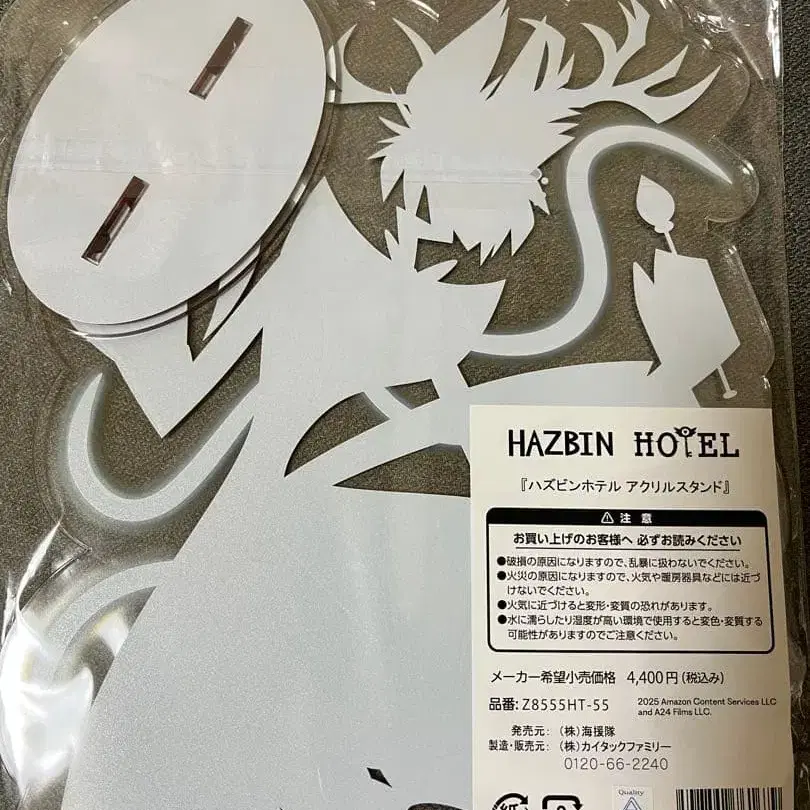 HAZBIN HOTEL
『ハズビンホテル アクリルスタンド』
⚠ 注 意
お買い上げのお客様へ 必ずお読みください
●破損の原因になりますので、乱暴に扱わないでください。
●火災の原因になりますので、火気や暖房器具などには近づ
けないでください。
●火気に近づけると変形・変質の恐れがあります。
●水に濡らしたり湿度が高い環境で使用すると変色・変質する
可能性がありますのでご注意ください。
メーカー希望小売価格 4,400円(税込み)
品番: Z8555HT-55
2025 Amazon Content Services LLC
and A24 Films LLC.
発売元: (株)海援隊
製造・販売元: (株)カイタックファミリー
0120-66-2240
Quality